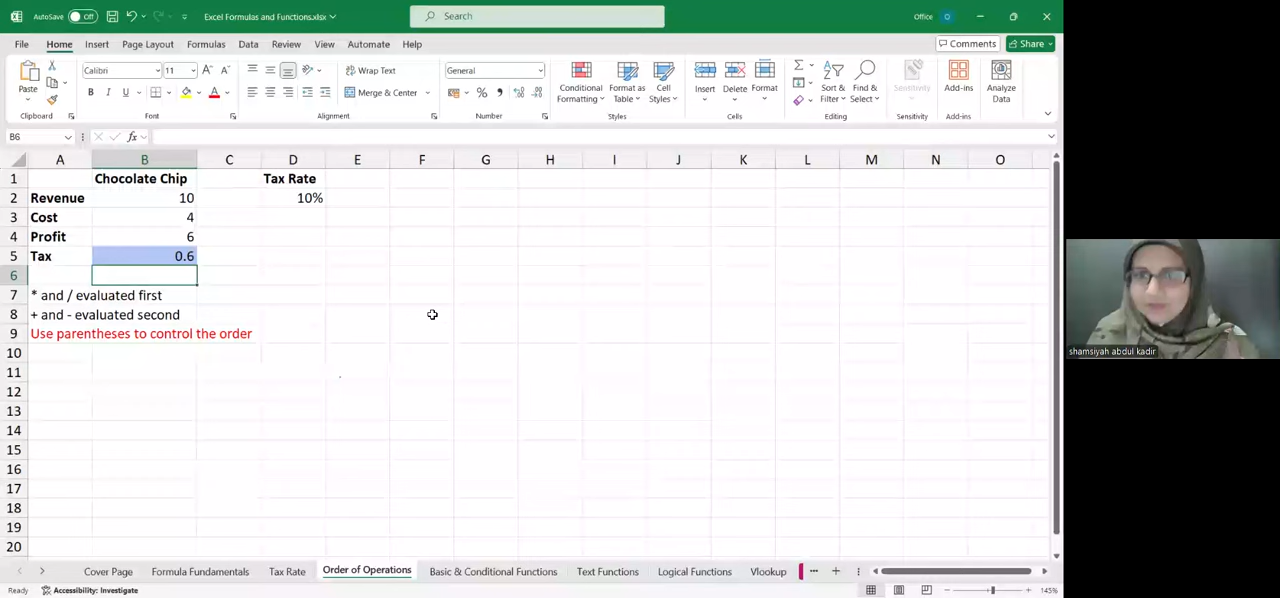 AutoSave Off Excel Formulas and Functions.xlsx Search Office O
File Home Insert Page Layout Formulas Data Review View Automate Help Comments Share
Paste Calibri 11 A A Wrap Text General Conditional Formatting Format as Table Cell Styles Insert Delete Format Sort & Filter Find & Select Sensitivity Add-ins Analyze Data
B I U A Merge & Center %
Clipboard Font Alignment Number Styles Cells Editing Sensitivity Add-ins
B6 fx
A B C D E F G H I J K L M N O
1 Chocolate Chip Tax Rate
2 Revenue 10 10%
3 Cost 4
4 Profit 6
5 Tax 0.6
6
7 * and / evaluated first
8 + and - evaluated second
9 Use parentheses to control the order
10
11
12
13
14
15
16
17
18
19
20
shamsiyah abdul kadir
Cover Page Formula Fundamentals Tax Rate Order of Operations Basic & Conditional Functions Text Functions Logical Functions Vlookup
Ready Accessibility: Investigate 145%